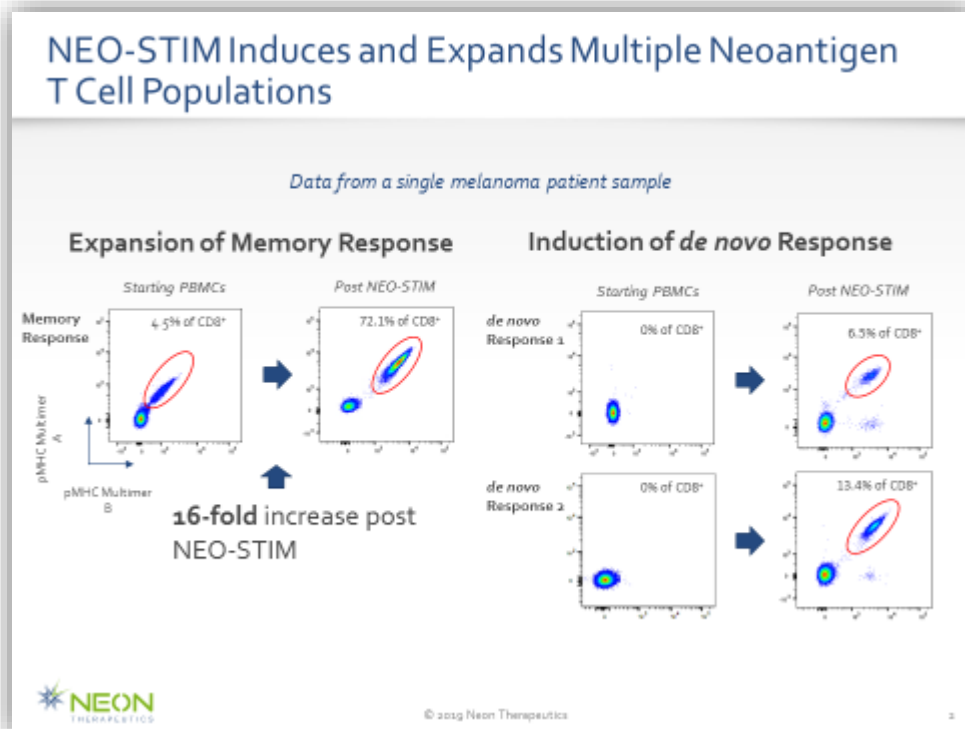 NEO-STIM Induces and Expands Multiple Neoantigen
T Cell Populations
Data from a single melanoma patient sample
Expansion of Memory Response
Starting PBMCs
Post NEO-STIM
Memory
Response
4.5% of CD8⁺
72.1% of CD8⁺
pMHC Multimer
A
pMHC Multimer
B
16-fold increase post
NEO-STIM
Induction of de novo Response
Starting PBMCs
Post NEO-STIM
de novo
Response 1
0% of CD8⁺
6.5% of CD8⁺
de novo
Response 2
0% of CD8⁺
13.4% of CD8⁺
NEON
THERAPEUTICS
© 2019 Neon Therapeutics
2